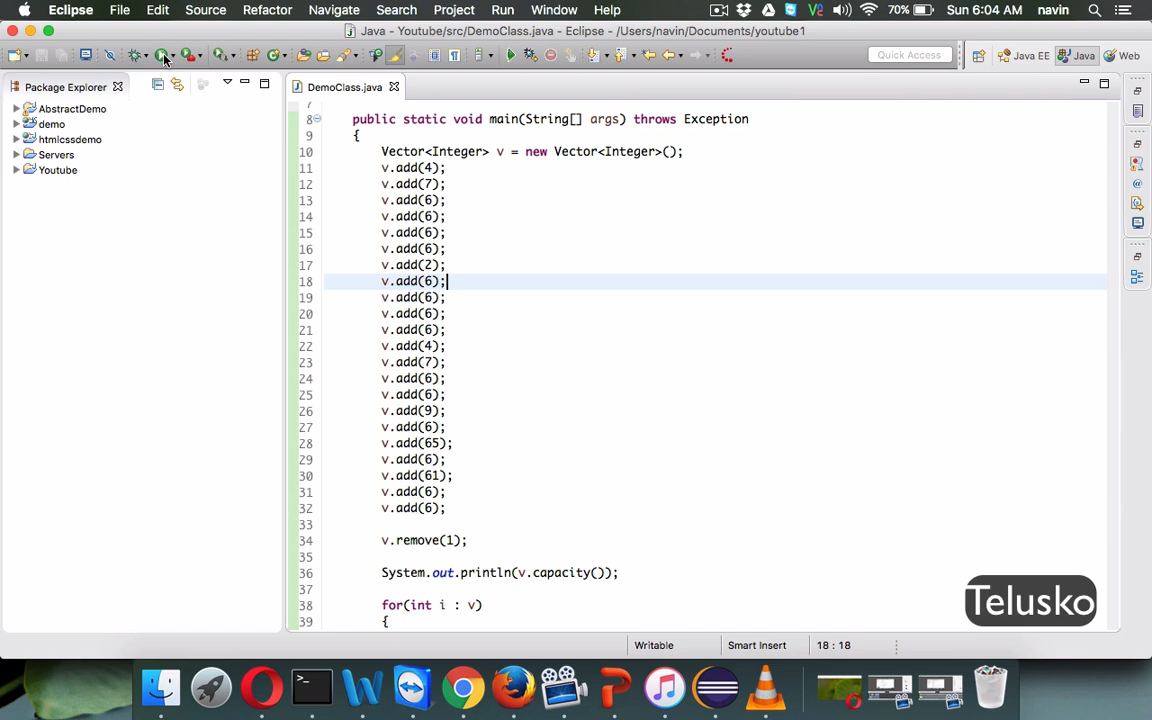 Eclipse File Edit Source Refactor Navigate Search Project Run Window Help 70% Sun 6:04 AM navin
Java - Youtube/src/DemoClass.java - Eclipse - /Users/navin/Documents/youtube1
Quick Access Java EE Java Web
Package Explorer
AbstractDemo
demo
htmlcssdemo
Servers
Youtube
DemoClass.java
7
8 public static void main(String[] args) throws Exception
9 {
10 Vector<Integer> v = new Vector<Integer>();
11 v.add(4);
12 v.add(7);
13 v.add(6);
14 v.add(6);
15 v.add(6);
16 v.add(6);
17 v.add(2);
18 v.add(6);
19 v.add(6);
20 v.add(6);
21 v.add(6);
22 v.add(4);
23 v.add(7);
24 v.add(6);
25 v.add(6);
26 v.add(9);
27 v.add(6);
28 v.add(65);
29 v.add(6);
30 v.add(61);
31 v.add(6);
32 v.add(6);
33
34 v.remove(1);
35
36 System.out.println(v.capacity());
37
38 for(int i : v)
39 {
Telusko
Writable Smart Insert 18 : 18